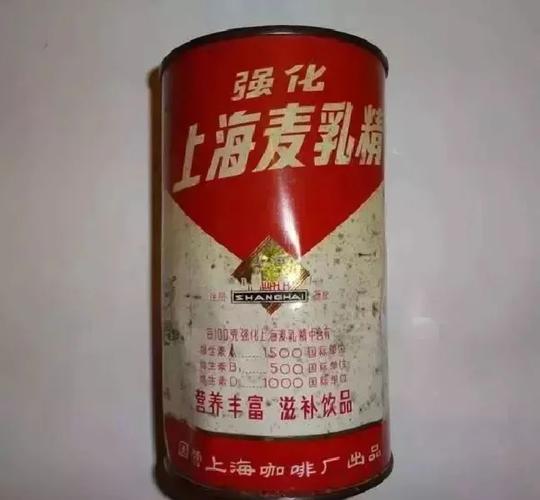 强化
上海麦乳精
SHANGHAI
每100克强化上海麦乳精中含有
维生素A......1500国际单位
维生素B₁......500国际单位
维生素D......1000国际单位
营养丰富 滋补饮品
上海咖啡厂出品